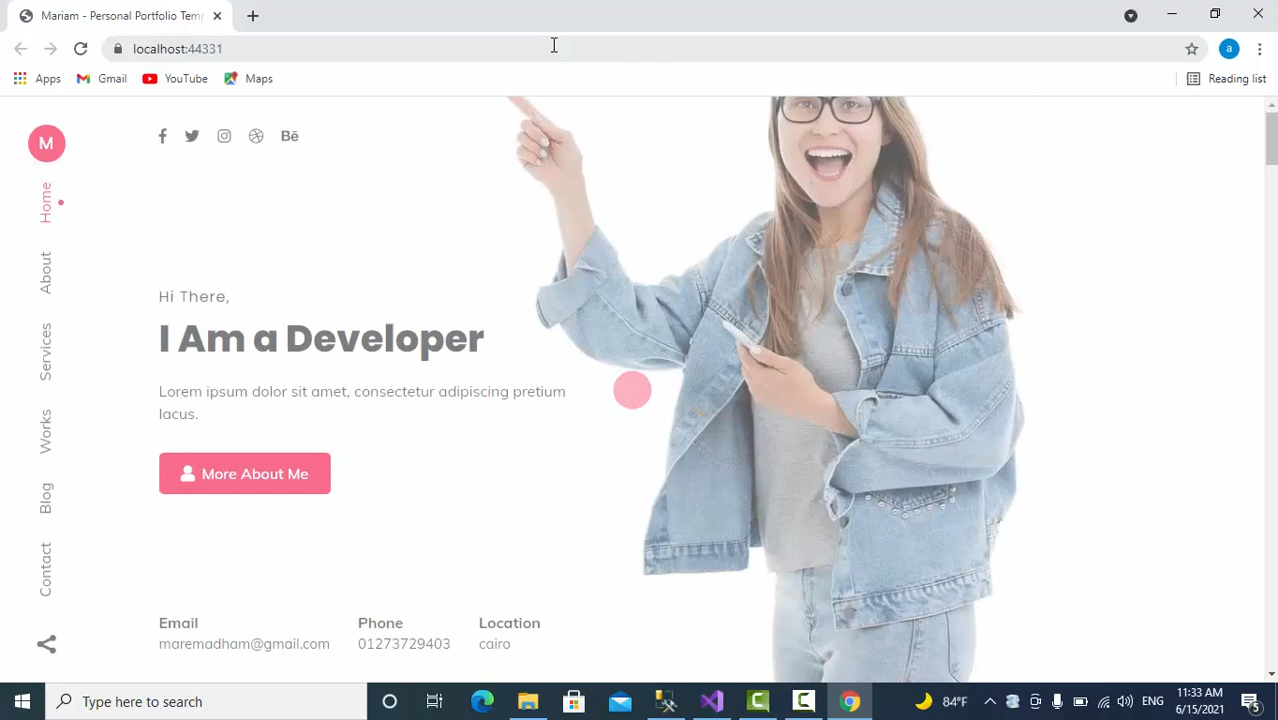 Mariam - Personal Portfolio Temp
localhost:44331
Apps
Gmail
YouTube
Maps
Reading list
a
M
Home
About
Services
Works
Blog
Contact
Bē
Hi There,
I Am a Developer
Lorem ipsum dolor sit amet, consectetur adipiscing pretium
lacus.
More About Me
Email
maremadham@gmail.com
Phone
01273729403
Location
cairo
Type here to search
84°F
ENG
11:33 AM
6/15/2021
5